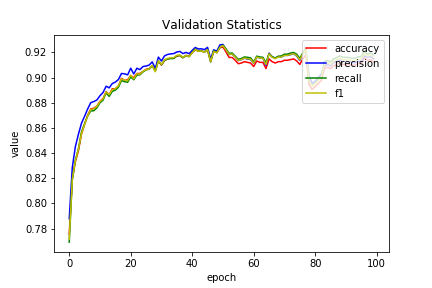 Validation Statistics
accuracy
precision
recall
f1
0.92
0.90
0.88
0.86
0.84
0.82
0.80
0.78
value
0 20 40 60 80 100
epoch